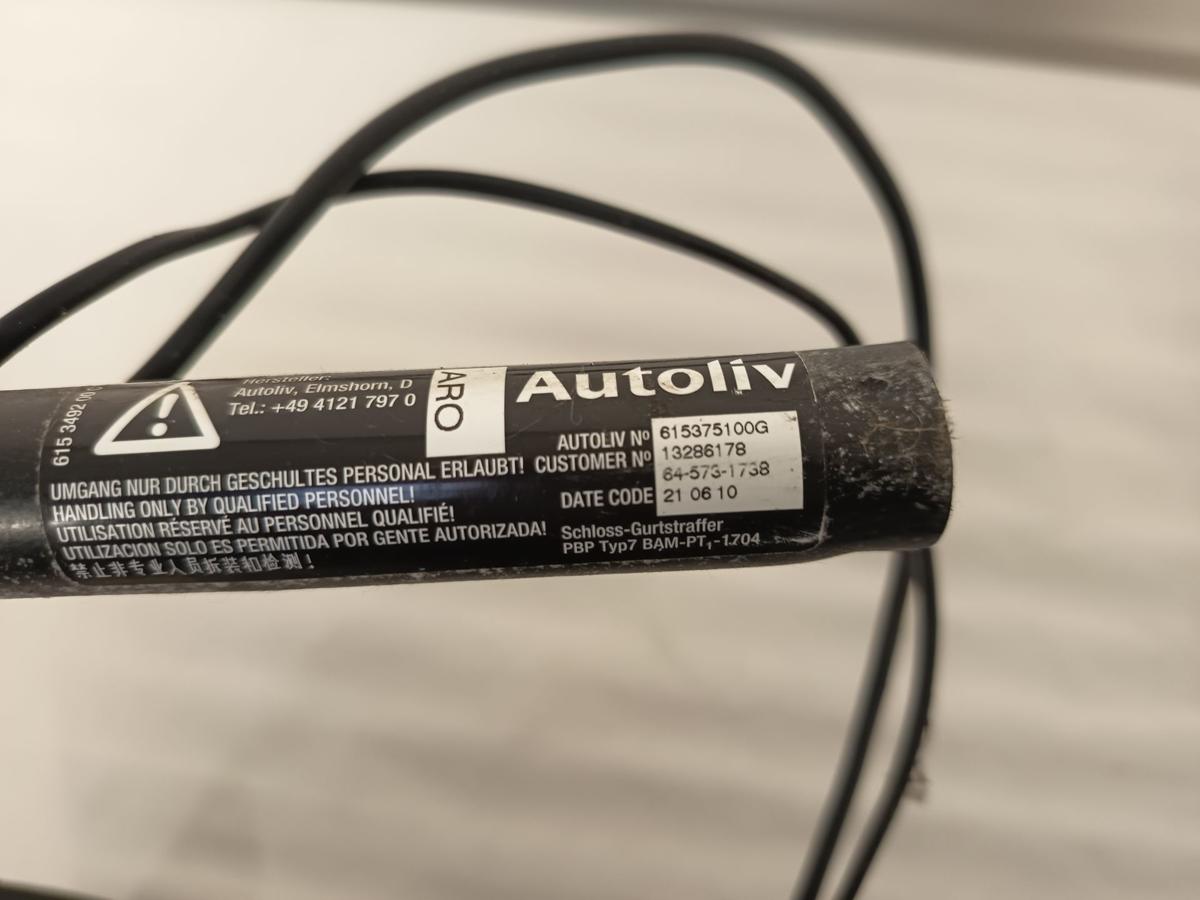 615 3492 00
Hersteller:
Autoliv, Elmshorn, D
Tel.: +49 4121 797 0
ARO
Autoliv
AUTOLIV Nº 615375100G
CUSTOMER Nº 13286178
64-573-1738
DATE CODE 21 06 10
UMGANG NUR DURCH GESCHULTES PERSONAL ERLAUBT!
HANDLING ONLY BY QUALIFIED PERSONNEL!
UTILISATION RÉSERVÉ AU PERSONNEL QUALIFIÉ!
UTILIZACION SOLO ES PERMITIDA POR GENTE AUTORIZADA!
禁止非专业人员拆装和检测!
Schloss-Gurtstraffer
PBP Typ7 BAM-PT₁-1.704